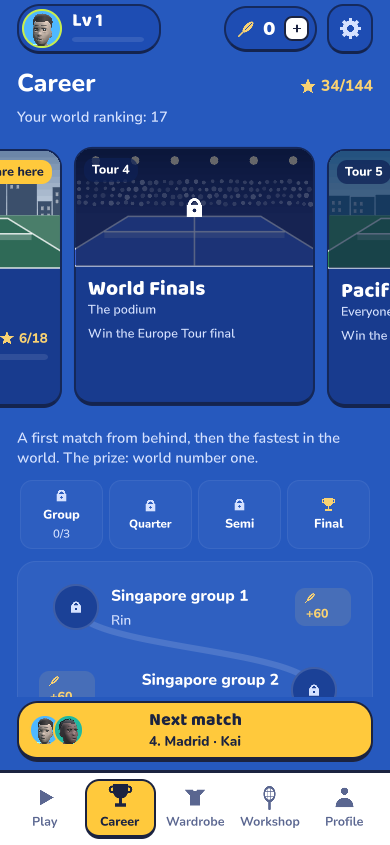 Lv 1
0
+
Career
34/144
Your world ranking: 17
are here
6/18
Tour 4
World Finals
The podium
Win the Europe Tour final
Tour 5
Pacif
Everyone
Win the
A first match from behind, then the fastest in the
world. The prize: world number one.
Group
0/3
Quarter
Semi
Final
Singapore group 1
Rin
+60
Singapore group 2
+60
Next match
4. Madrid · Kai
Play
Career
Wardrobe
Workshop
Profile